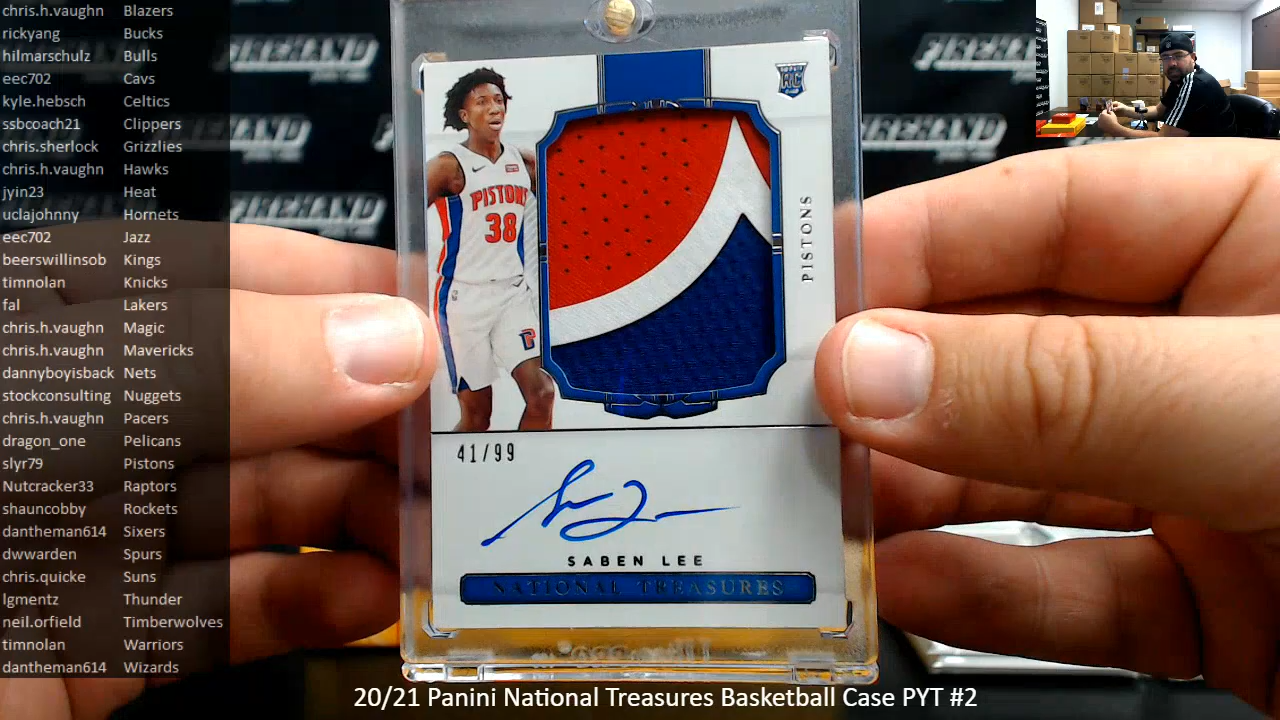 chris.h.vaughn Blazers
rickyang Bucks
hilmarschulz Bulls
eec702 Cavs
kyle.hebsch Celtics
ssbcoach21 Clippers
chris.sherlock Grizzlies
chris.h.vaughn Hawks
jyin23 Heat
uclajohnny Hornets
eec702 Jazz
beerswillinsob Kings
timnolan Knicks
fal Lakers
chris.h.vaughn Magic
chris.h.vaughn Mavericks
dannyboyisback Nets
stockconsulting Nuggets
chris.h.vaughn Pacers
dragon_one Pelicans
slyr79 Pistons
Nutcracker33 Raptors
shauncobby Rockets
dantheman614 Sixers
dwwarden Spurs
chris.quicke Suns
lgmentz Thunder
neil.orfield Timberwolves
timnolan Warriors
dantheman614 Wizards
FIREHAND
FIREHAND
FIREHAND
FIREHAND
RC
PISTONS
38
PISTONS
41/99
SABEN LEE
NATIONAL TREASURES
20/21 Panini National Treasures Basketball Case PYT #2